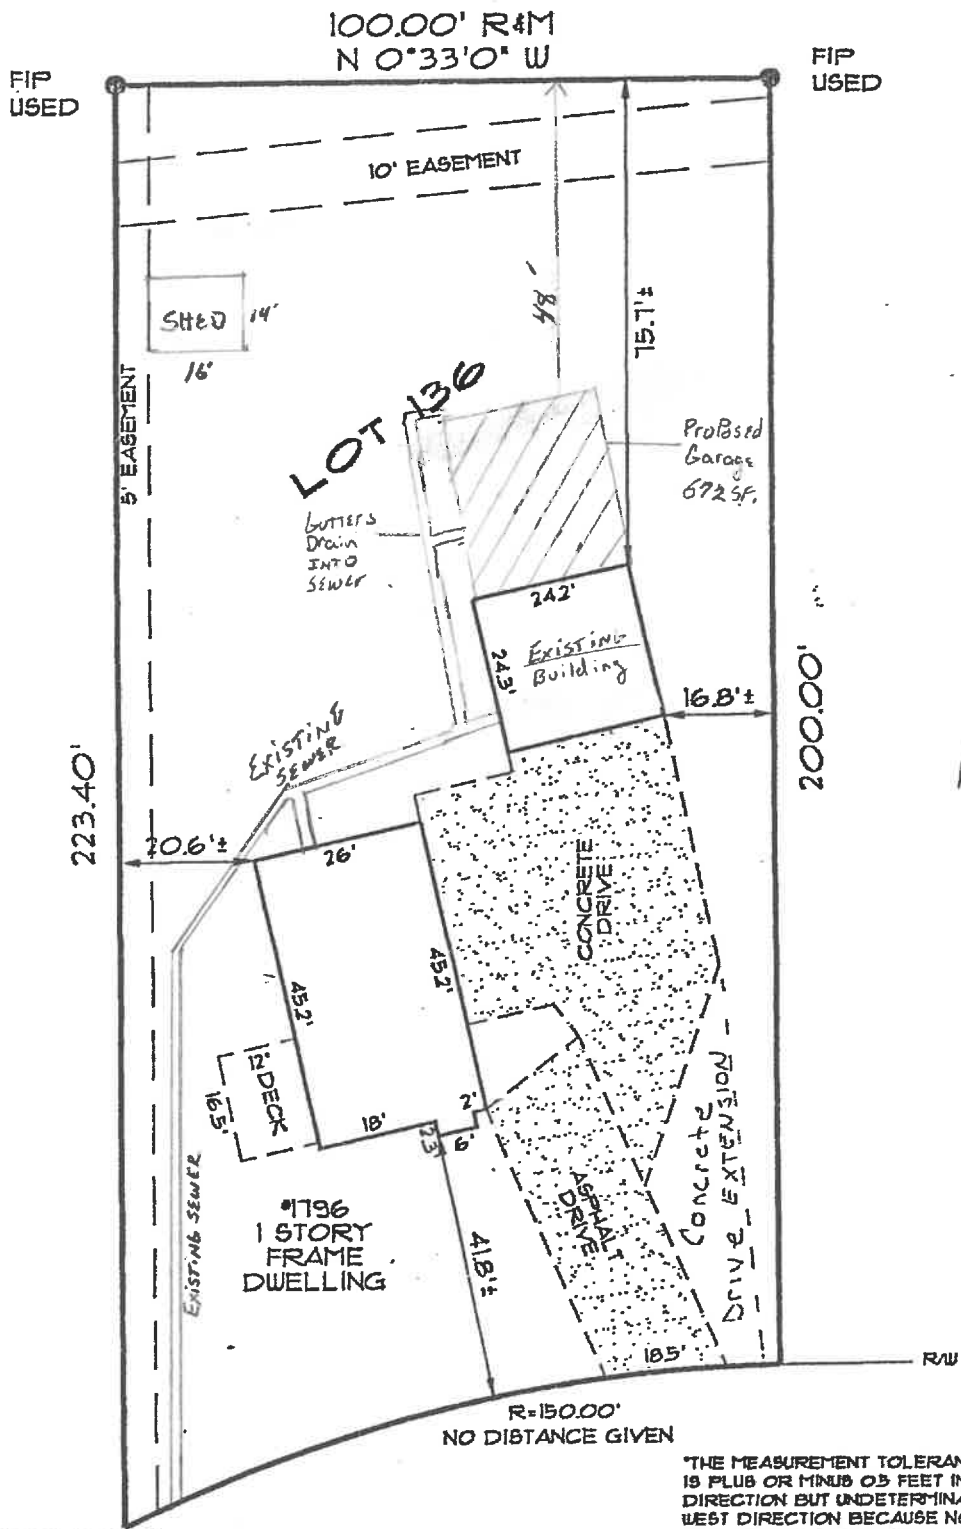 100.00' R&M
N 0°33'0" W
FIP
USED
FIP
USED
10' EASEMENT
SHED
14'
16'
5' EASEMENT
LOT 136
48'
75.7'±
Proposed
Garage
672 SF.
Gutters
Drain
INTO
Sewer
24.2'
24.3'
Existing
Building
16.8'±
200.00'
223.40'
Existing
Sewer
20.6'±
26'
CONCRETE
DRIVE
45.2'
45.2'
12'
DECK
16.5'
18'
2.3'
6'
2'
ASPHALT
DRIVE
Concrete
Drive EXTENSION
#1796
1 STORY
FRAME
DWELLING
41.8'±
Existing Sewer
18.5'
R/W
R=150.00'
NO DISTANCE GIVEN
*THE MEASUREMENT TOLERAN
IS PLUS OR MINUS 0.5 FEET IN
DIRECTION BUT UNDETERMINA
WEST DIRECTION BECAUSE NO